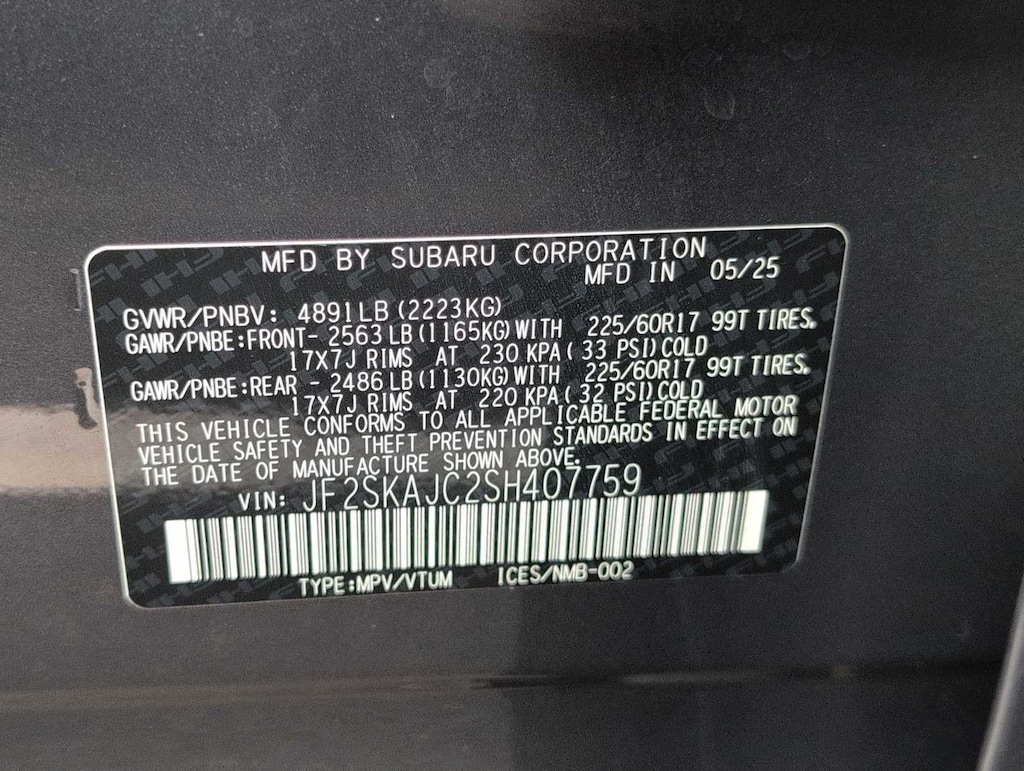 MFD BY SUBARU CORPORATION
MFD IN 05/25
GVWR/PNBV: 4891LB (2223KG)
GAWR/PNBE:FRONT- 2563 LB (1165KG) WITH 225/60R17 99T TIRES,
17X7J RIMS AT 230 KPA ( 33 PSI) COLD
GAWR/PNBE:REAR - 2486 LB (1130KG) WITH 225/60R17 99T TIRES,
17X7J RIMS AT 220 KPA ( 32 PSI) COLD
THIS VEHICLE CONFORMS TO ALL APPLICABLE FEDERAL MOTOR
VEHICLE SAFETY AND THEFT PREVENTION STANDARDS IN EFFECT ON
THE DATE OF MANUFACTURE SHOWN ABOVE.
VIN: JF2SKAJC2SH407759
TYPE:MPV/VTUM ICES/NMB-002